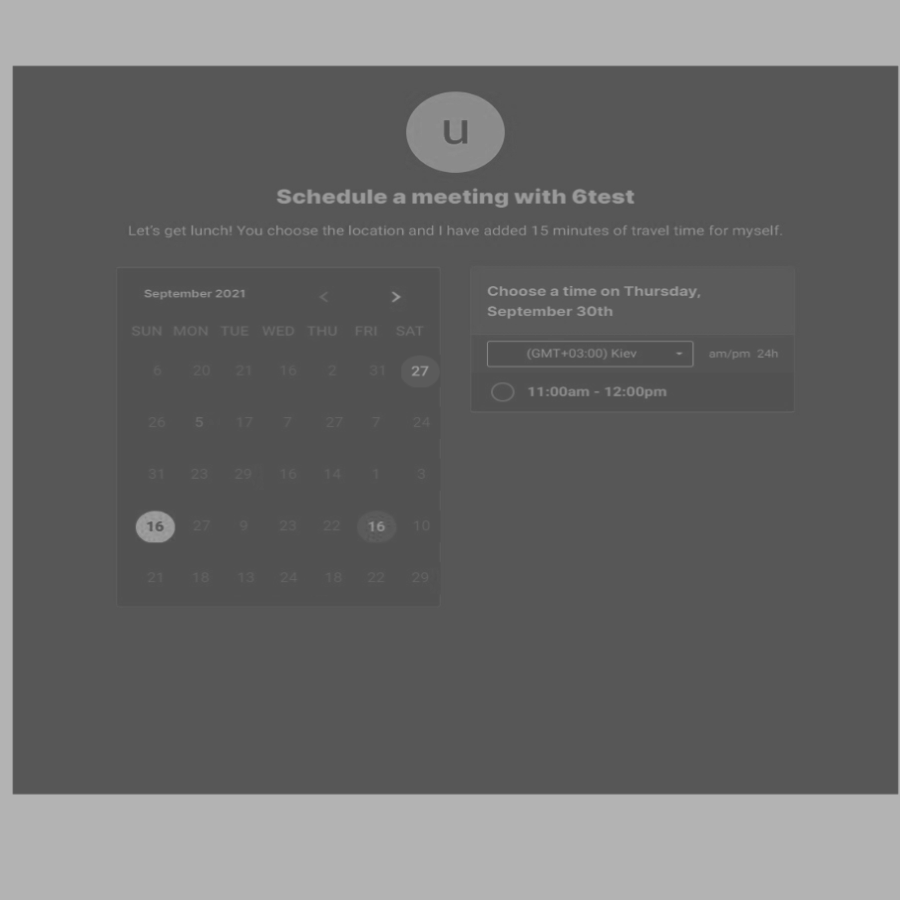 u
Schedule a meeting with 6test
Let's get lunch! You choose the location and I have added 15 minutes of travel time for myself.
September 2021 < >
SUN MON TUE WED THU FRI SAT
6 20 21 16 2 31 27
26 5 17 7 27 7 24
31 23 29 16 14 1 3
16 27 9 23 22 16 10
21 18 13 24 18 22 29
Choose a time on Thursday,
September 30th
(GMT+03:00) Kiev am/pm 24h
11:00am - 12:00pm